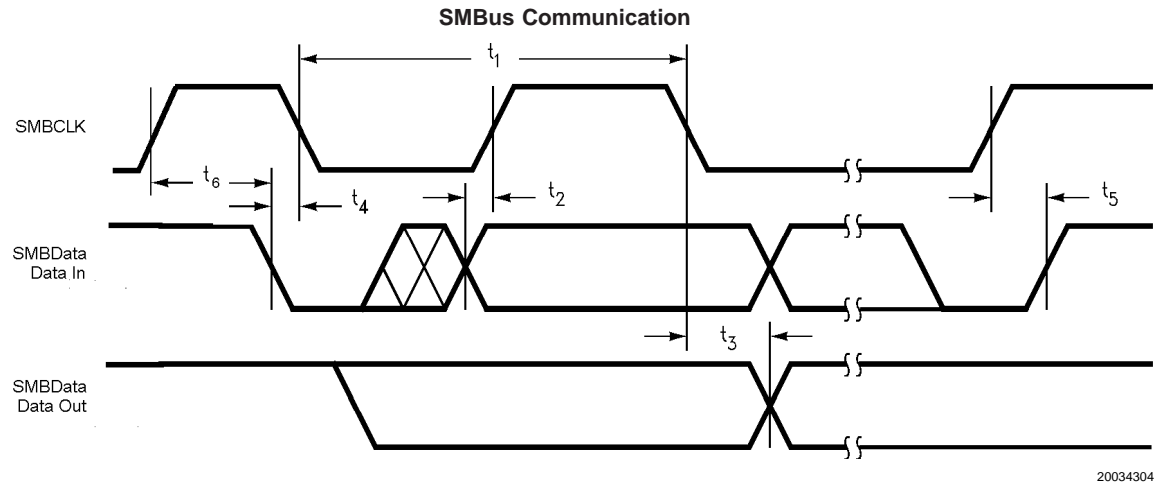 SMBus Communication
t1
SMBCLK
t6
t4
t2
t5
SMBData
Data In
t3
SMBData
Data Out
20034304